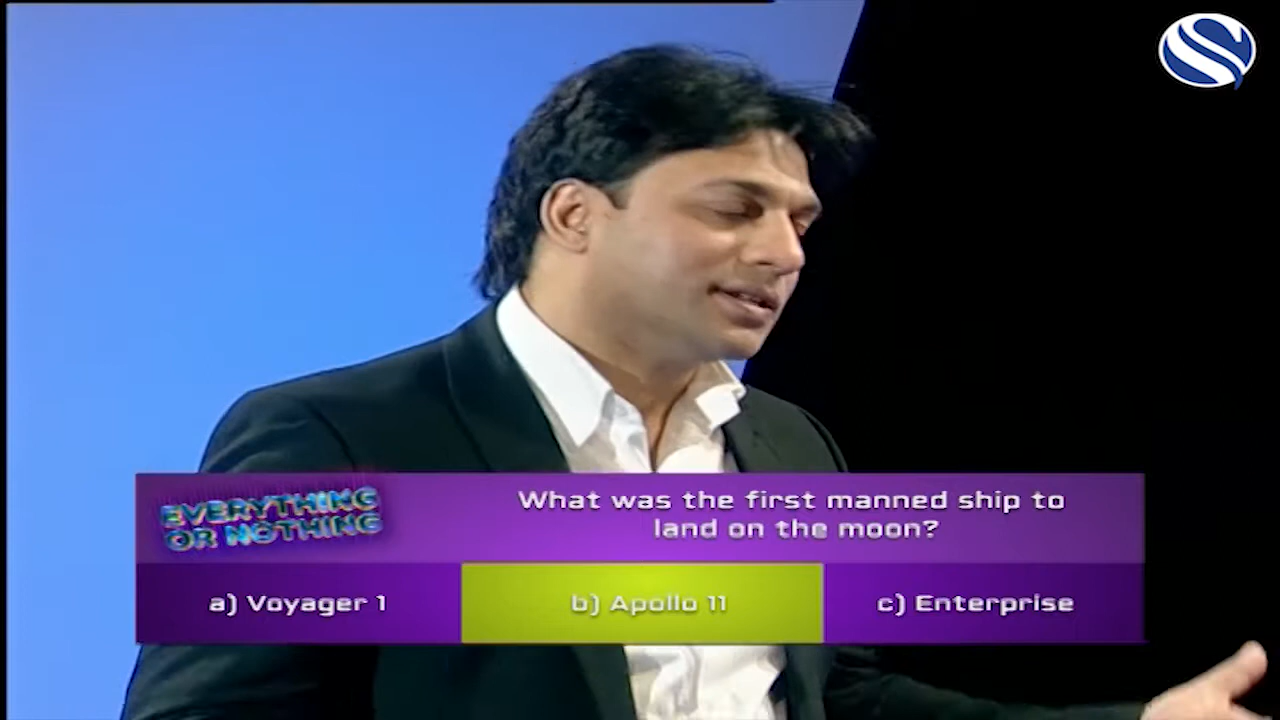 EVERYTHING
OR NOTHING
What was the first manned ship to
land on the moon?
a) Voyager 1
b) Apollo 11
c) Enterprise